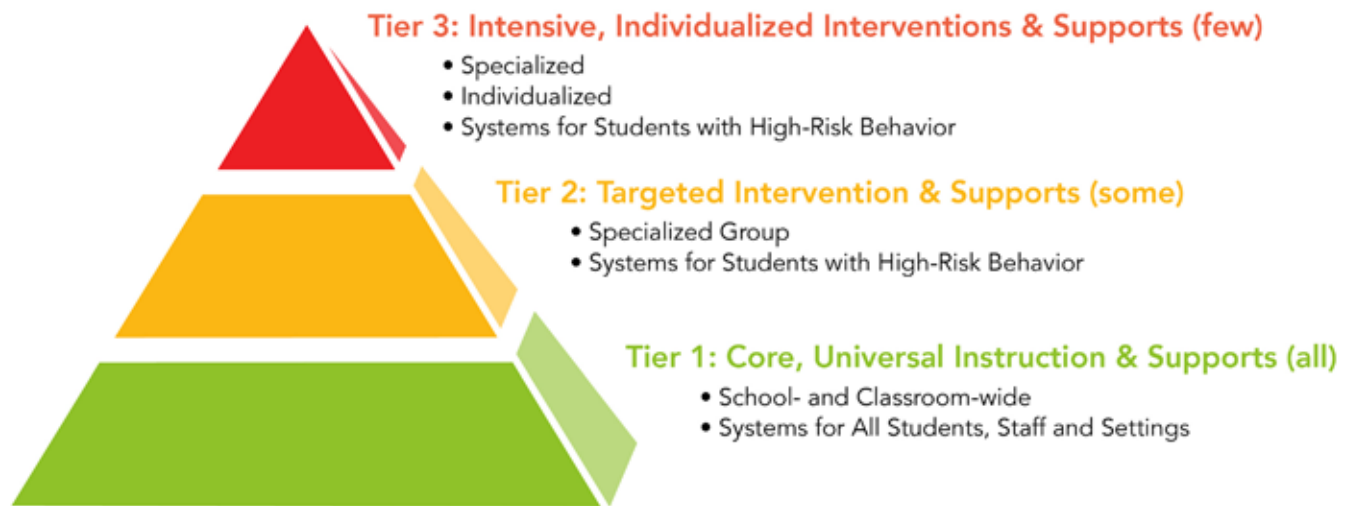 Tier 3: Intensive, Individualized Interventions & Supports (few)
• Specialized
• Individualized
• Systems for Students with High-Risk Behavior
Tier 2: Targeted Intervention & Supports (some)
• Specialized Group
• Systems for Students with High-Risk Behavior
Tier 1: Core, Universal Instruction & Supports (all)
• School- and Classroom-wide
• Systems for All Students, Staff and Settings